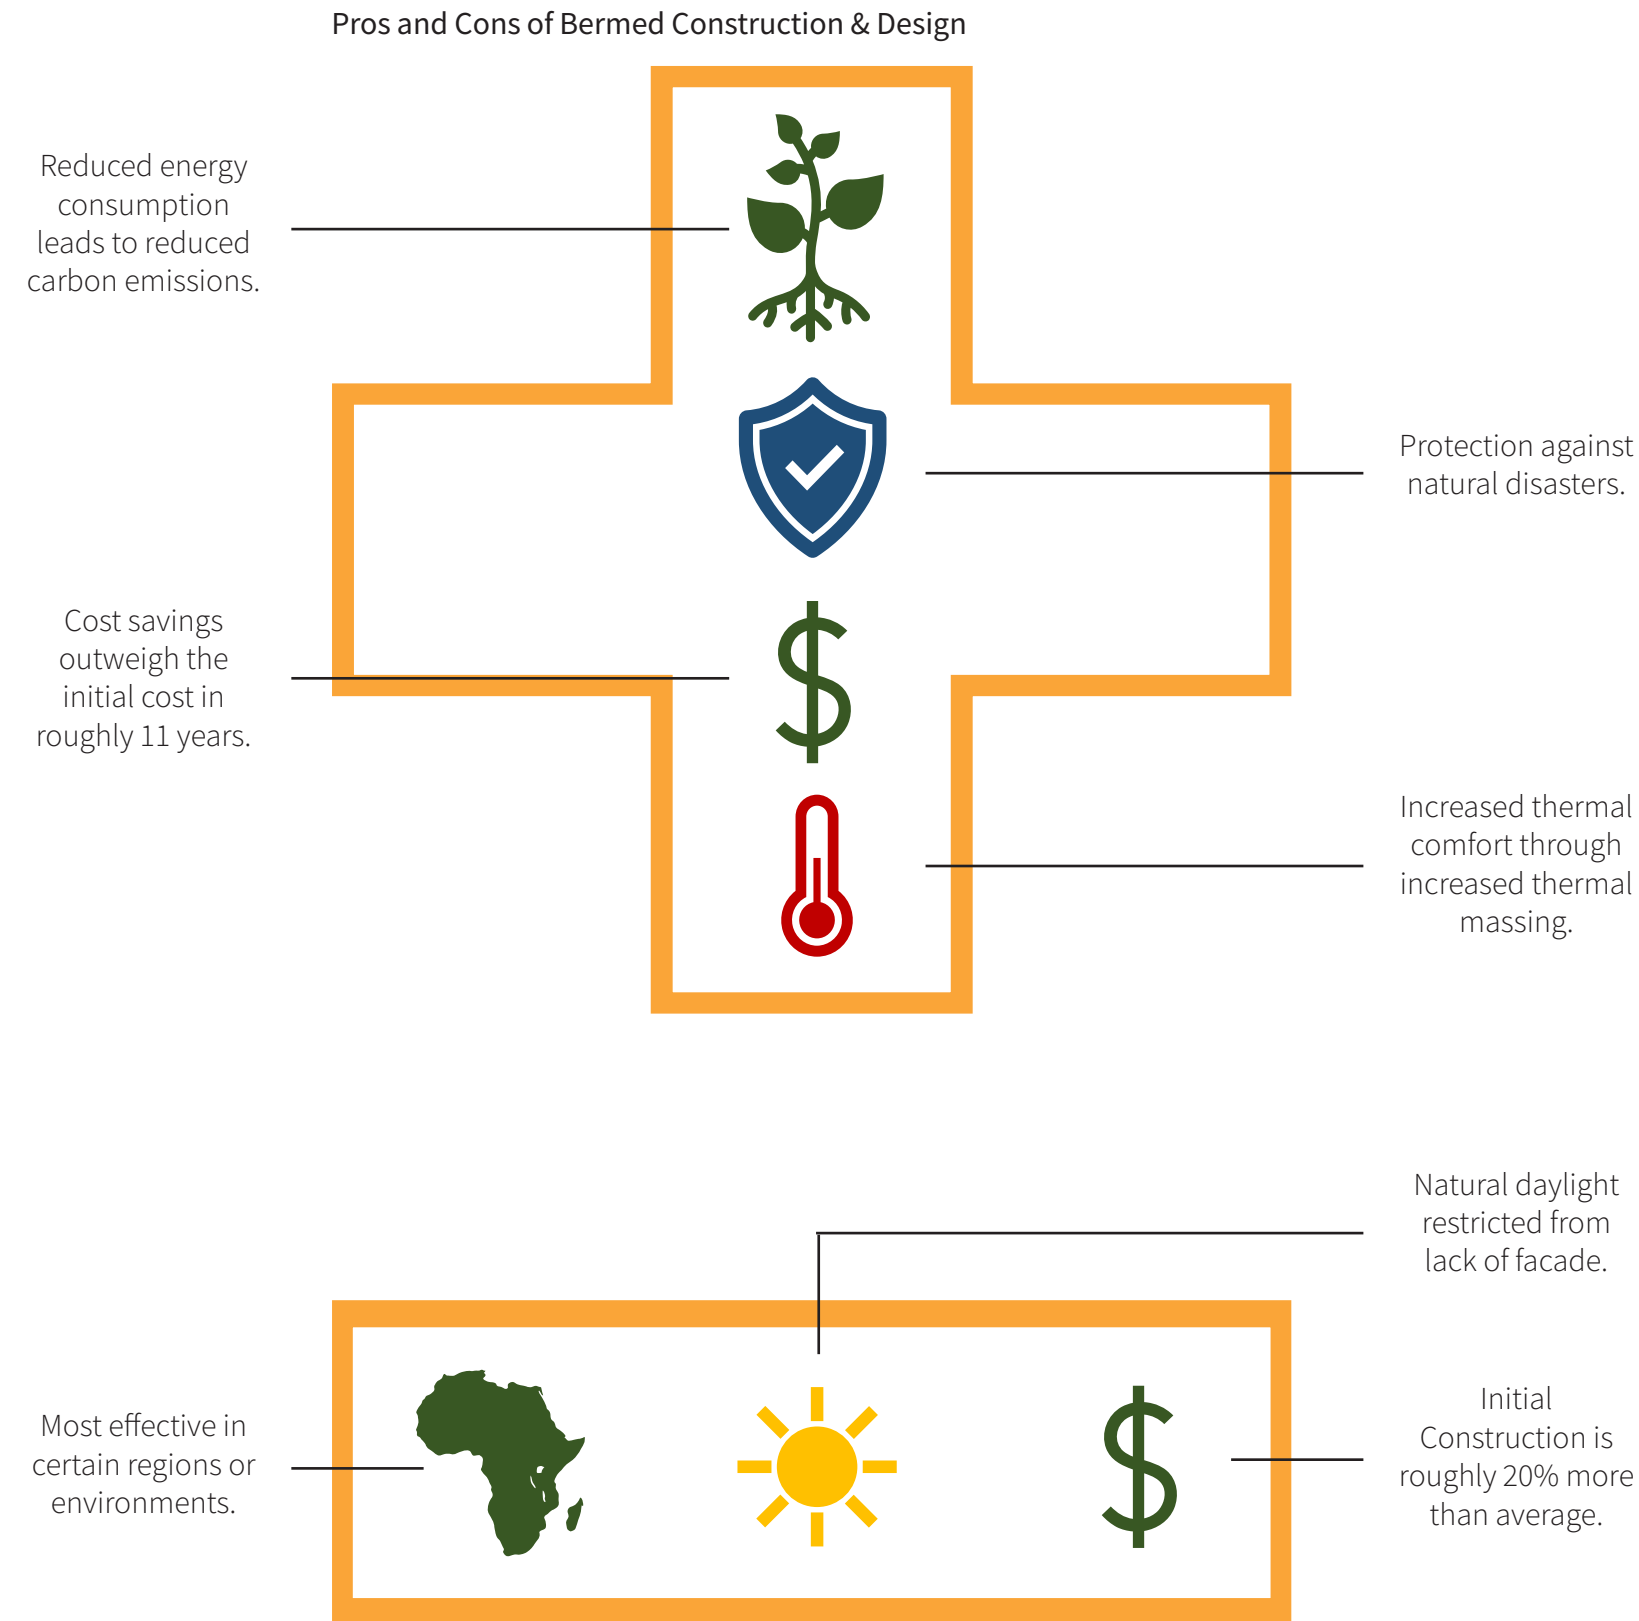 Pros and Cons of Bermed Construction & Design
Reduced energy
consumption
leads to reduced
carbon emissions.
Protection against
natural disasters.
Cost savings
outweigh the
initial cost in
roughly 11 years.
Increased thermal
comfort through
increased thermal
massing.
Natural daylight
restricted from
lack of facade.
Most effective in
certain regions or
environments.
Initial
Construction is
roughly 20% more
than average.